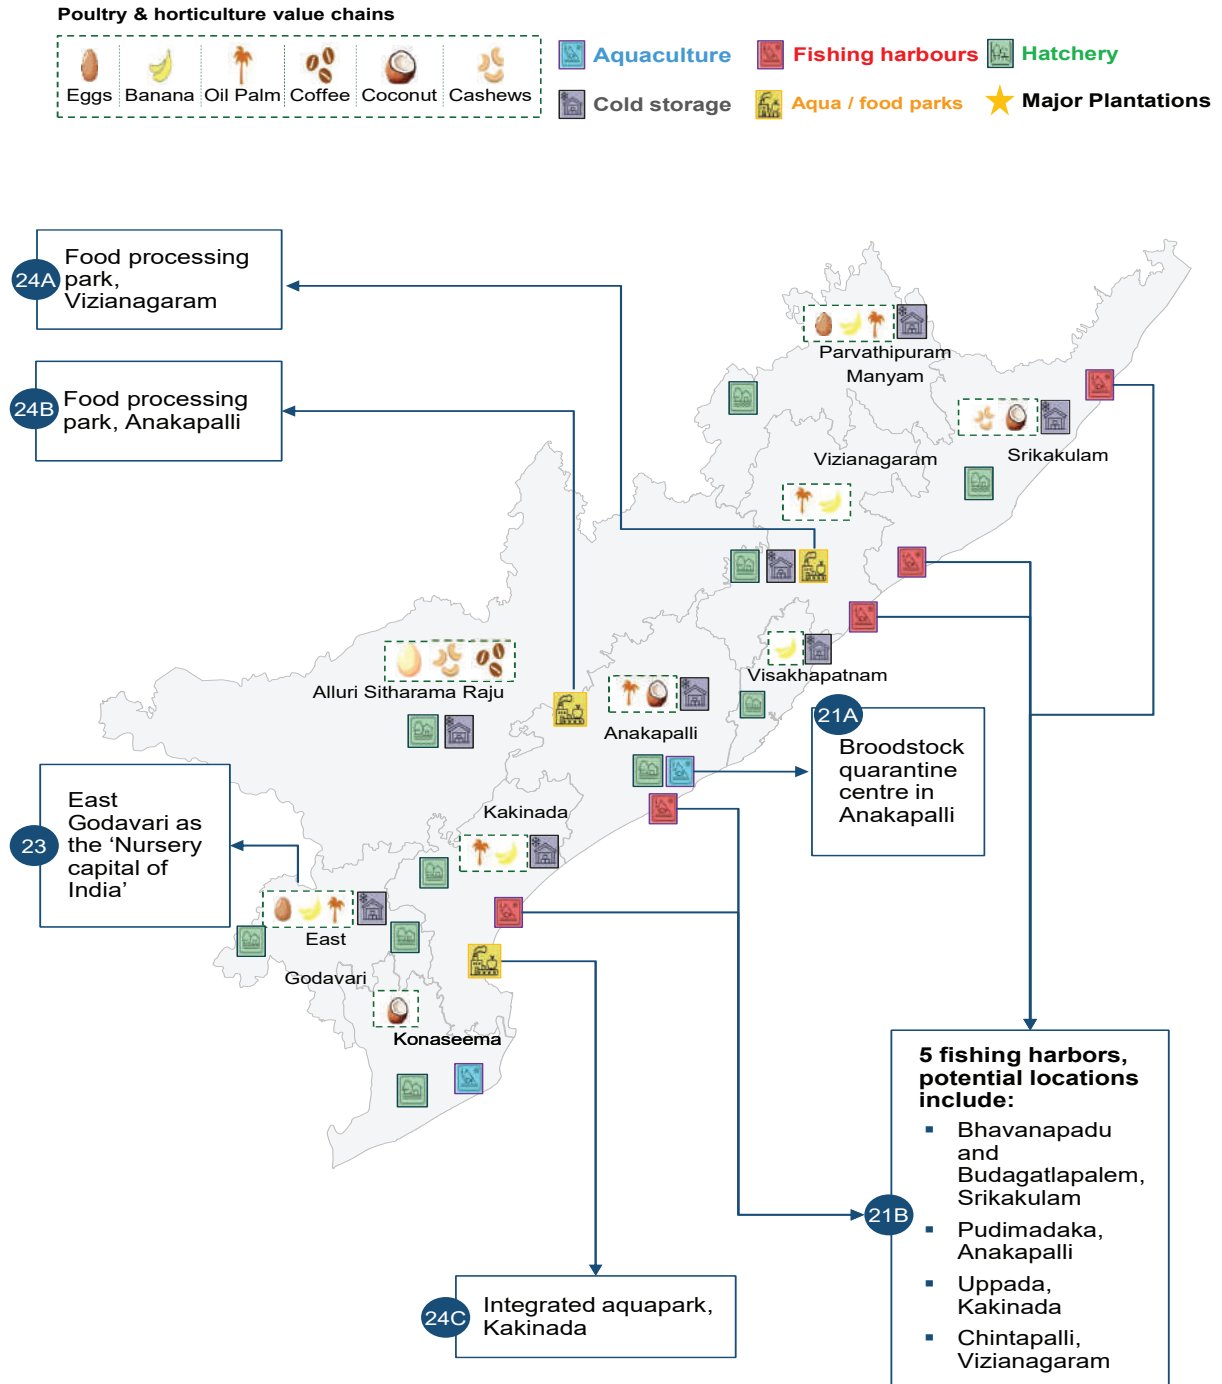 Poultry & horticulture value chains
Eggs Banana Oil Palm Coffee Coconut Cashews
Aquaculture Fishing harbours Hatchery
Cold storage Aqua / food parks Major Plantations
24A
Food processing
park,
Vizianagaram
24B
Food processing
park, Anakapalli
Parvathipuram
Manyam
Vizianagaram
Srikakulam
Alluri Sitharama Raju
Visakhapatnam
Anakapalli
21A
Broodstock
quarantine
centre in
Anakapalli
23
East
Godavari as
the ‘Nursery
capital of
India’
Kakinada
East
Godavari
Konaseema
21B
5 fishing harbors,
potential locations
include:
▪ Bhavanapadu
and
Budagatlapalem,
Srikakulam
▪ Pudimadaka,
Anakapalli
▪ Uppada,
Kakinada
▪ Chintapalli,
Vizianagaram
24C
Integrated aquapark,
Kakinada